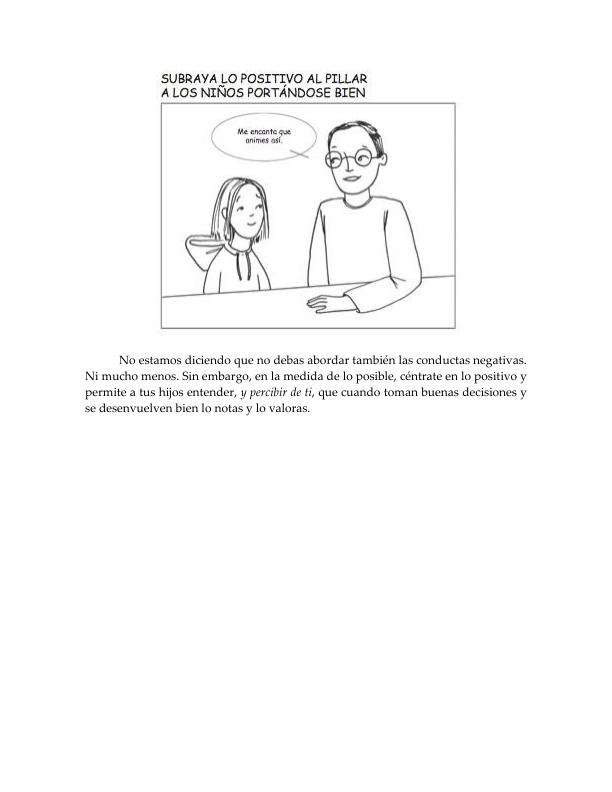 SUBRAYA LO POSITIVO AL PILLAR
A LOS NIÑOS PORTÁNDOSE BIEN
Me encanta que
animes así.
No estamos diciendo que no debas abordar también las conductas negativas.
Ni mucho menos. Sin embargo, en la medida de lo posible, céntrate en lo positivo y
permite a tus hijos entender, y percibir de ti, que cuando toman buenas decisiones y
se desenvuelven bien lo notas y lo valoras.